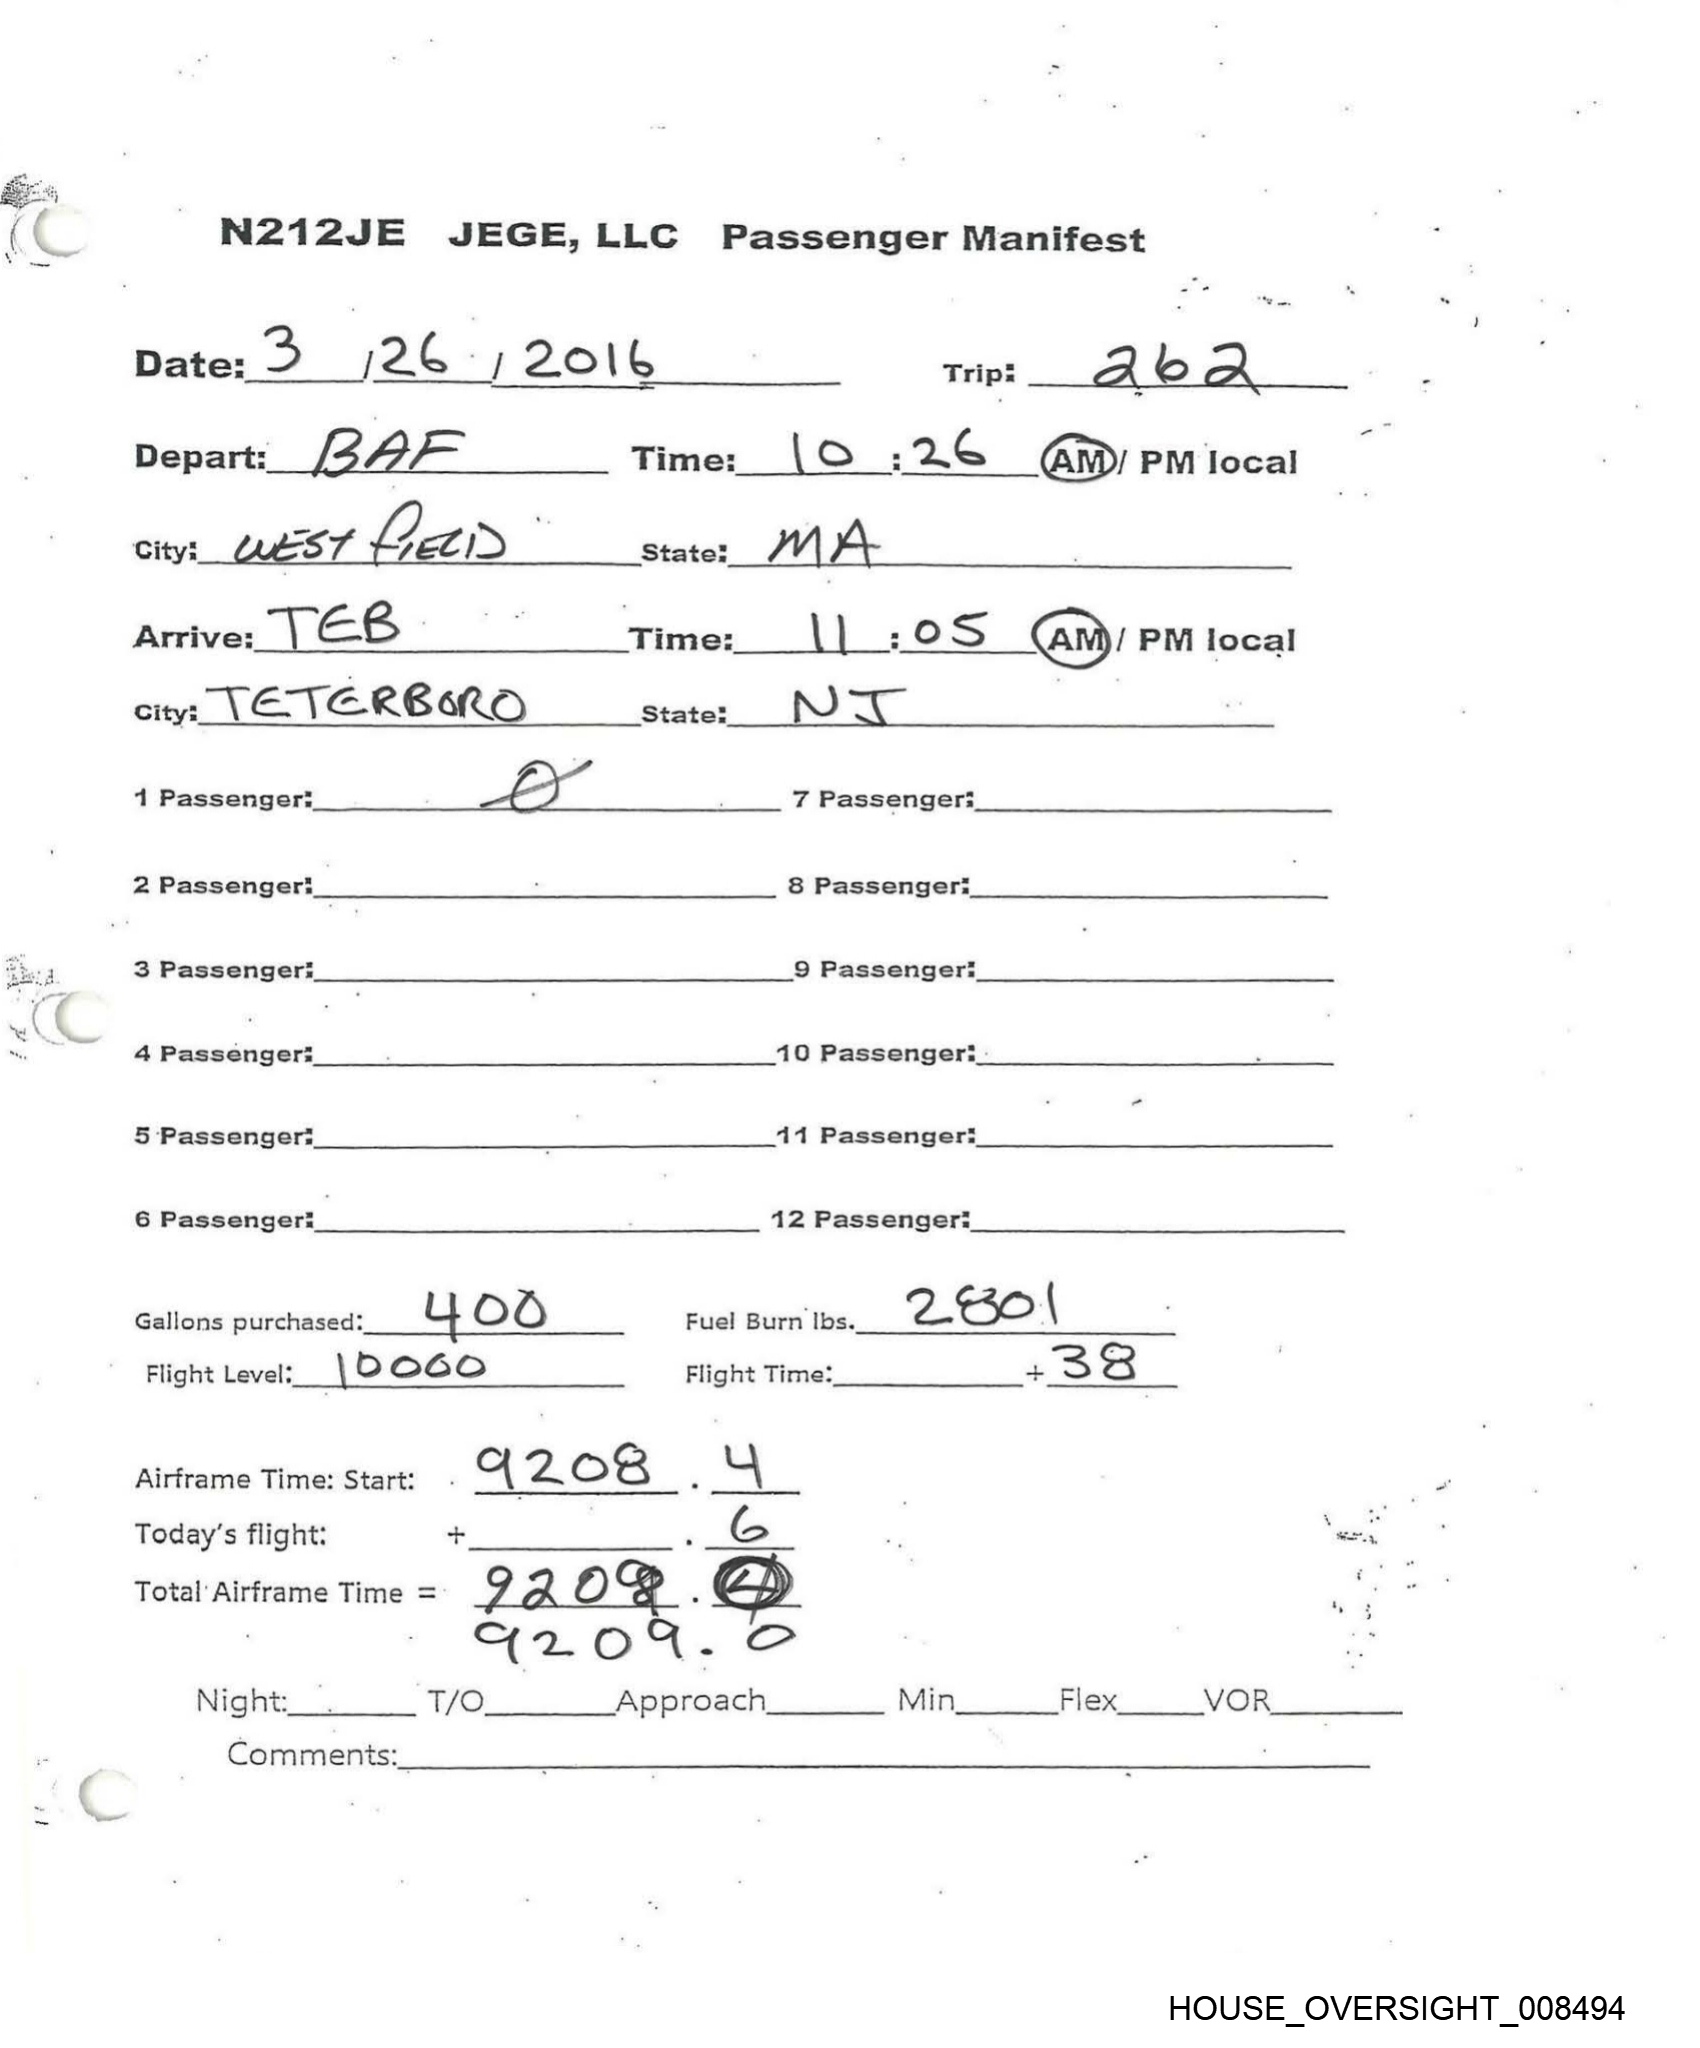 N212JE JEGE, LLC Passenger Manifest
Date: 3 / 26 / 2016 Trip: 262
Depart: BAF Time: 10 : 26 AM / PM local
City: WESTFIELD State: MA
Arrive: TEB Time: 11 : 05 AM / PM local
City: TETERBORO State: NJ
1 Passenger: 0 7 Passenger:
2 Passenger: 8 Passenger:
3 Passenger: 9 Passenger:
4 Passenger: 10 Passenger:
5 Passenger: 11 Passenger:
6 Passenger: 12 Passenger:
Gallons purchased: 400 Fuel Burn lbs. 2801
Flight Level: 10000 Flight Time: + 38
Airframe Time: Start: 9208 . 4
Today's flight: + . 6
Total Airframe Time =
9209.0
Night: T/O Approach Min Flex VOR
Comments:
HOUSE_OVERSIGHT_008494